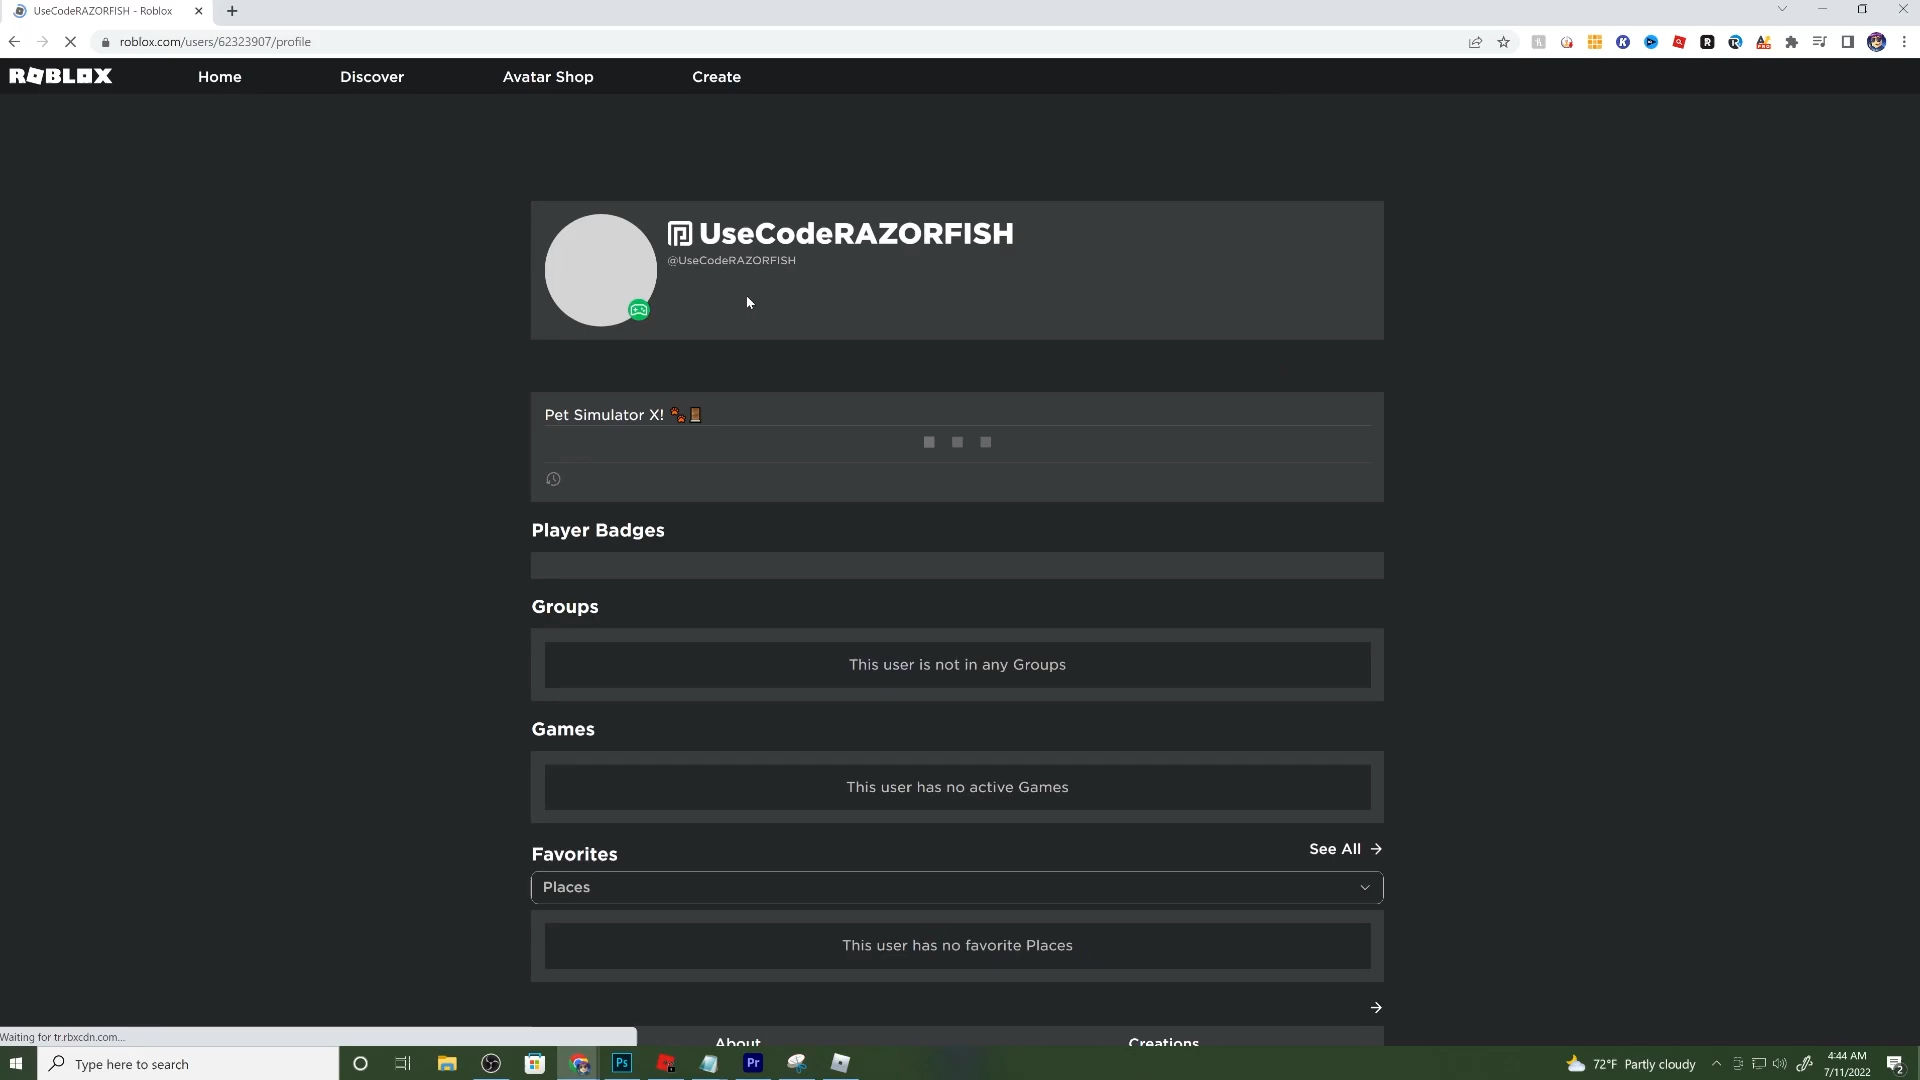 UseCodeRAZORFISH - Roblox
roblox.com/users/62323907/profile
ROBLOX
Home
Discover
Avatar Shop
Create
UseCodeRAZORFISH
@UseCodeRAZORFISH
Pet Simulator X! 🐾🚪
Player Badges
Groups
This user is not in any Groups
Games
This user has no active Games
Favorites
See All
Places
This user has no favorite Places
Waiting for tr.rbxcdn.com...
About
Creations
Type here to search
Ps
Pr
72°F Partly cloudy
4:44 AM
7/11/2022
2